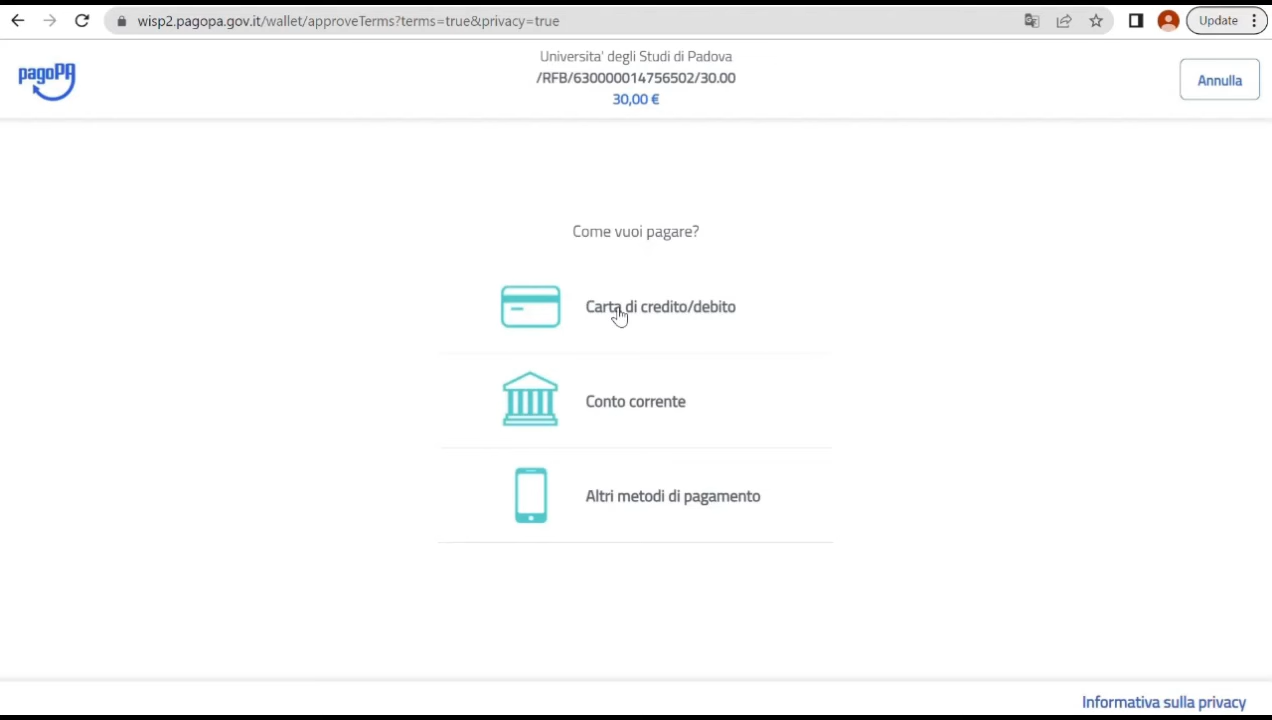 wisp2.pagopa.gov.it/wallet/approveTerms?terms=true&privacy=true
Update
pagoPA
Universita' degli Studi di Padova
/RFB/630000014756502/30.00
30,00 €
Annulla
Come vuoi pagare?
Carta di credito/debito
Conto corrente
Altri metodi di pagamento
Informativa sulla privacy